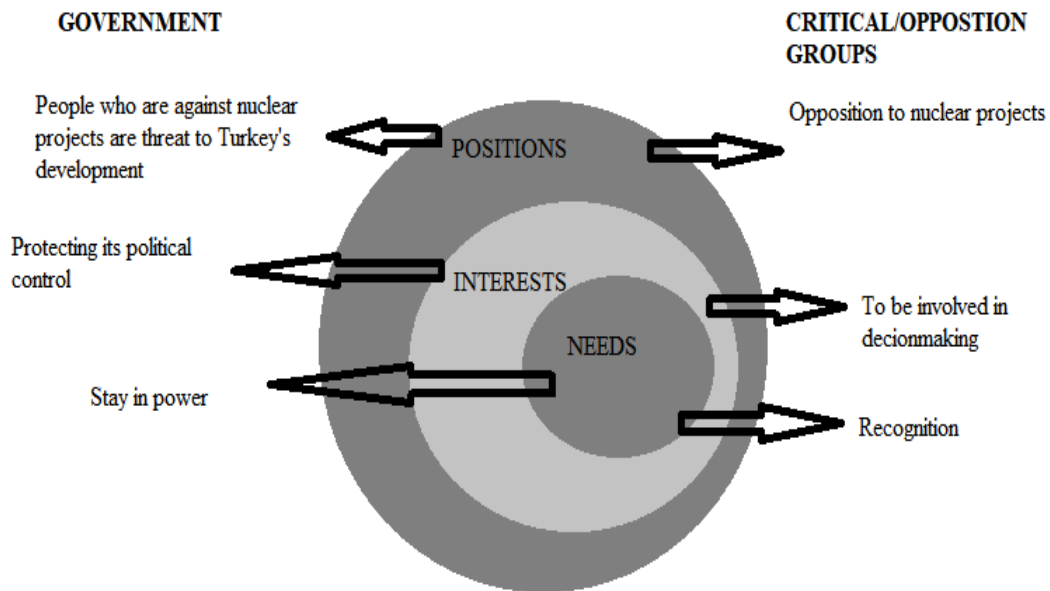 GOVERNMENT
CRITICAL/OPPOSTION
GROUPS
People who are against nuclear
projects are threat to Turkey's
development
POSITIONS
Opposition to nuclear projects
Protecting its political
control
INTERESTS
To be involved in
decionmaking
NEEDS
Stay in power
Recognition